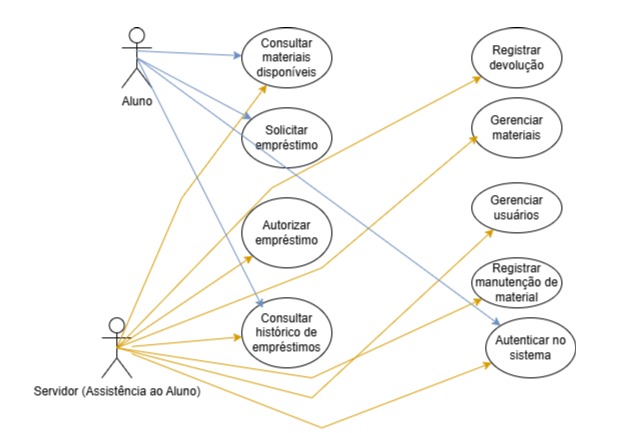 Consultar
materiais
disponíveis
Registrar
devolução
Aluno
Solicitar
empréstimo
Gerenciar
materiais
Autorizar
empréstimo
Gerenciar
usuários
Registrar
manutenção de
material
Consultar
histórico de
empréstimos
Autenticar no
sistema
Servidor (Assistência ao Aluno)